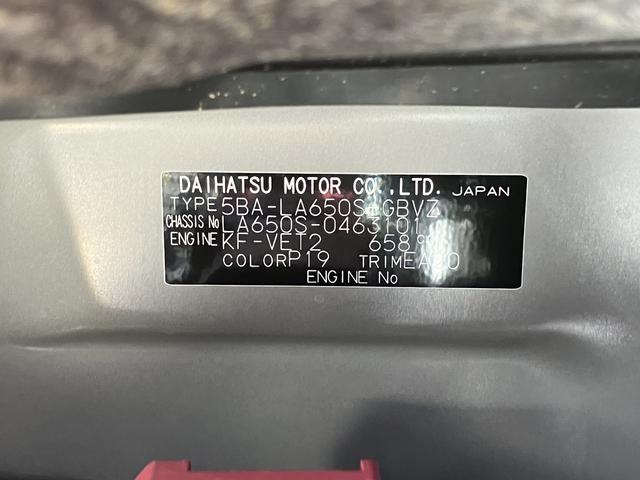 DAIHATSU MOTOR CO.,LTD. JAPAN
TYPE 5BA-LA650S-GBVZ
CHASSIS No LA650S-0463101
ENGINE KF-VET2 658
COLOR P19 TRIM
ENGINE No